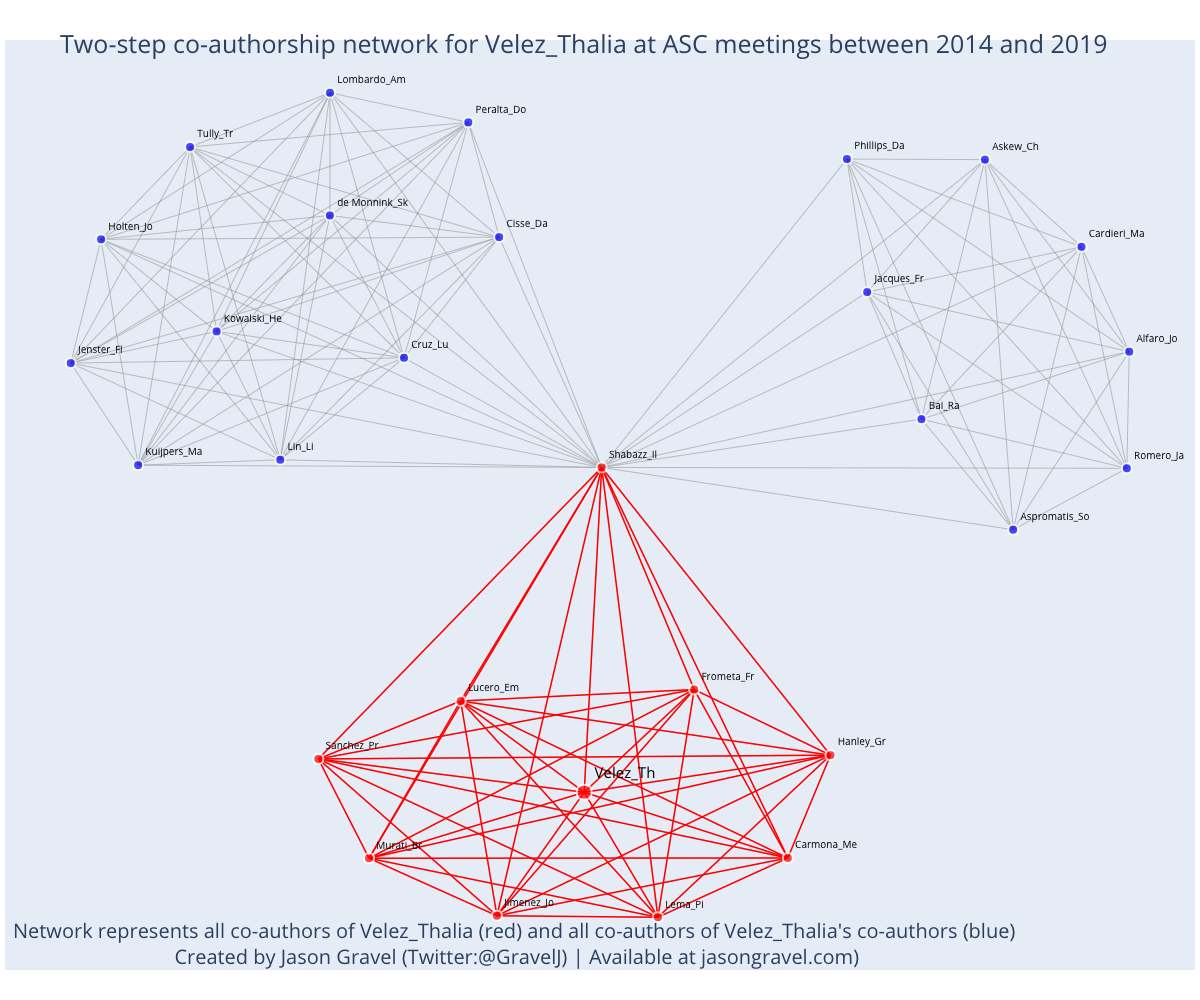 Two-step co-authorship network for Velez_Thalia at ASC meetings between 2014 and 2019
Lombardo_Am
Peralta_Do
Tully_Tr
Phillips_Da
Askew_Ch
de Monnink_Sk
Cisse_Da
Holten_Jo
Cardieri_Ma
Jacques_Fr
Kowalski_He
Cruz_Lu
Jenster_Fl
Alfaro_Jo
Bai_Ra
Kuijpers_Ma
Lin_Li
Shabazz_Il
Romero_Ja
Aspromatis_So
Frometa_Fr
Lucero_Em
Sanchez_Pr
Hanley_Gr
Velez_Th
Murati_Br
Carmona_Me
Jimenez_Jo
Lema_Pi
Network represents all co-authors of Velez_Thalia (red) and all co-authors of Velez_Thalia's co-authors (blue)
Created by Jason Gravel (Twitter:@GravelJ) | Available at jasongravel.com)